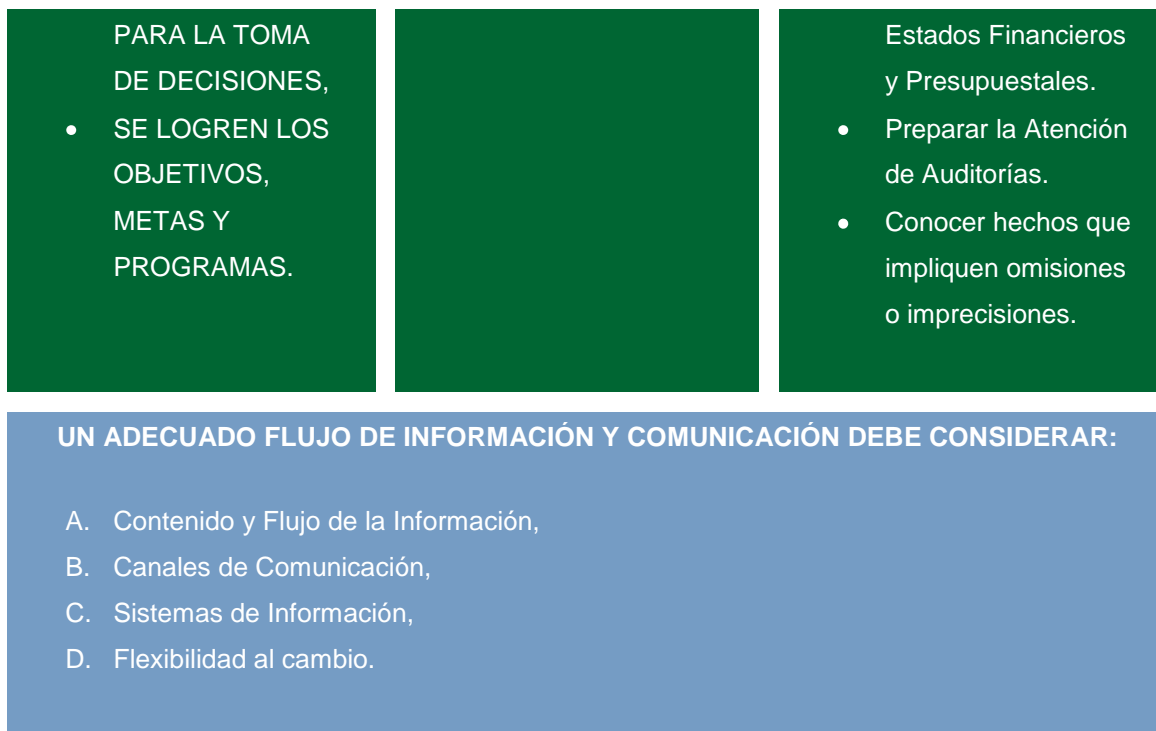 PARA LA TOMA
DE DECISIONES,
• SE LOGREN LOS
OBJETIVOS,
METAS Y
PROGRAMAS.
Estados Financieros
y Presupuestales.
• Preparar la Atención
de Auditorías.
• Conocer hechos que
impliquen omisiones
o imprecisiones.
UN ADECUADO FLUJO DE INFORMACIÓN Y COMUNICACIÓN DEBE CONSIDERAR:
A. Contenido y Flujo de la Información,
B. Canales de Comunicación,
C. Sistemas de Información,
D. Flexibilidad al cambio.